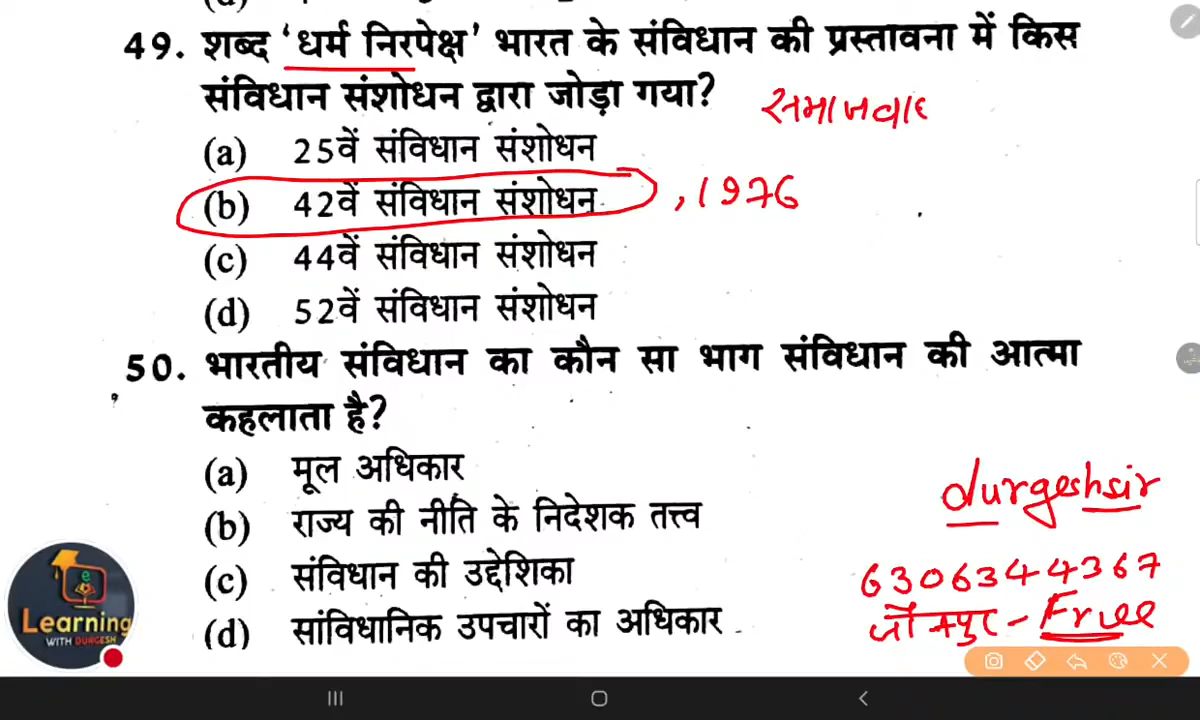 49. शब्द 'धर्म निरपेक्ष' भारत के संविधान की प्रस्तावना में किस
संविधान संशोधन द्वारा जोड़ा गया?
समाजवाद
(a) 25वें संविधान संशोधन
(b) 42वें संविधान संशोधन
, 1976
(c) 44वें संविधान संशोधन
(d) 52वें संविधान संशोधन
50. भारतीय संविधान का कौन सा भाग संविधान की आत्मा
कहलाता है?
(a) मूल अधिकार
(b) राज्य की नीति के निदेशक तत्त्व
(c) संविधान की उद्देशिका
(d) सांविधानिक उपचारों का अधिकार
durgeshsir
6306344367
जौनपुर - Free
e
Learning
WITH DURGESH